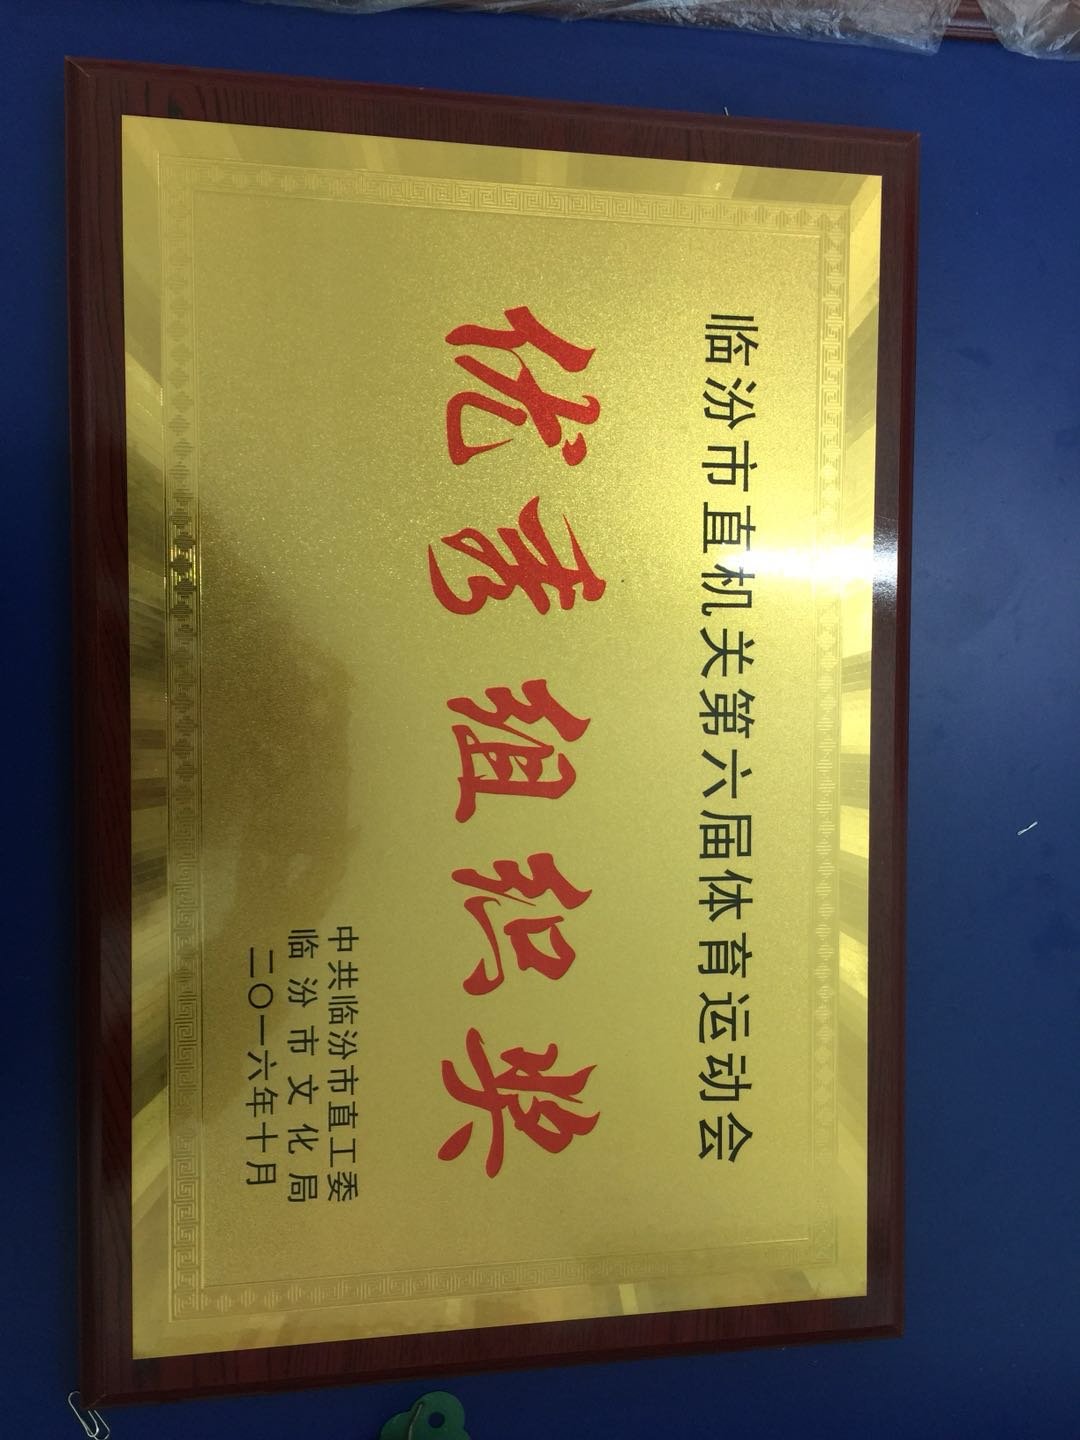 临汾市直机关第六届体育运动会
优秀组织奖
中共临汾市直工委
临汾市文化局
二〇一六年十月